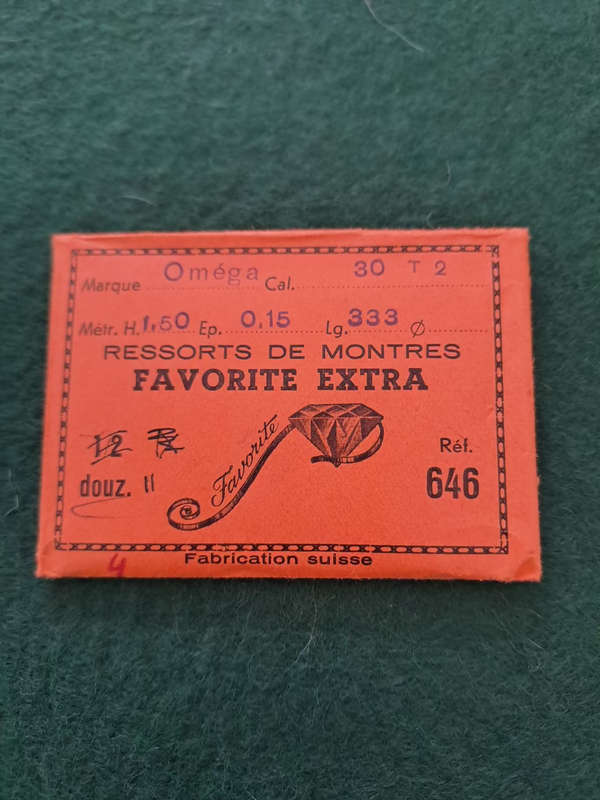 Marque Oméga Cal. 30 T 2
Métr. H. 1.50 Ep. 0.15 Lg. 333 Ø
RESSORTS DE MONTRES
FAVORITE EXTRA
Favorite
12
Réf.
douz. 11
646
4
Fabrication suisse